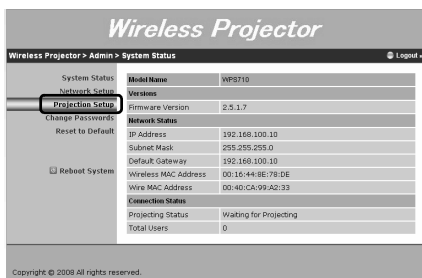 Wireless Projector
Wireless Projector > Admin > System Status
Logout »
System Status
Network Setup
Projection Setup
Change Passwords
Reset to Default
Reboot System
Model Name WPS710
Versions
Firmware Version 2.5.1.7
Network Status
IP Address 192.168.100.10
Subnet Mask 255.255.255.0
Default Gateway 192.168.100.10
Wireless MAC Address 00:16:44:8E:78:DE
Wire MAC Address 00:40:CA:99:A2:33
Connection Status
Projecting Status Waiting for Projecting
Total Users 0
Copyright © 2008 All rights reserved.